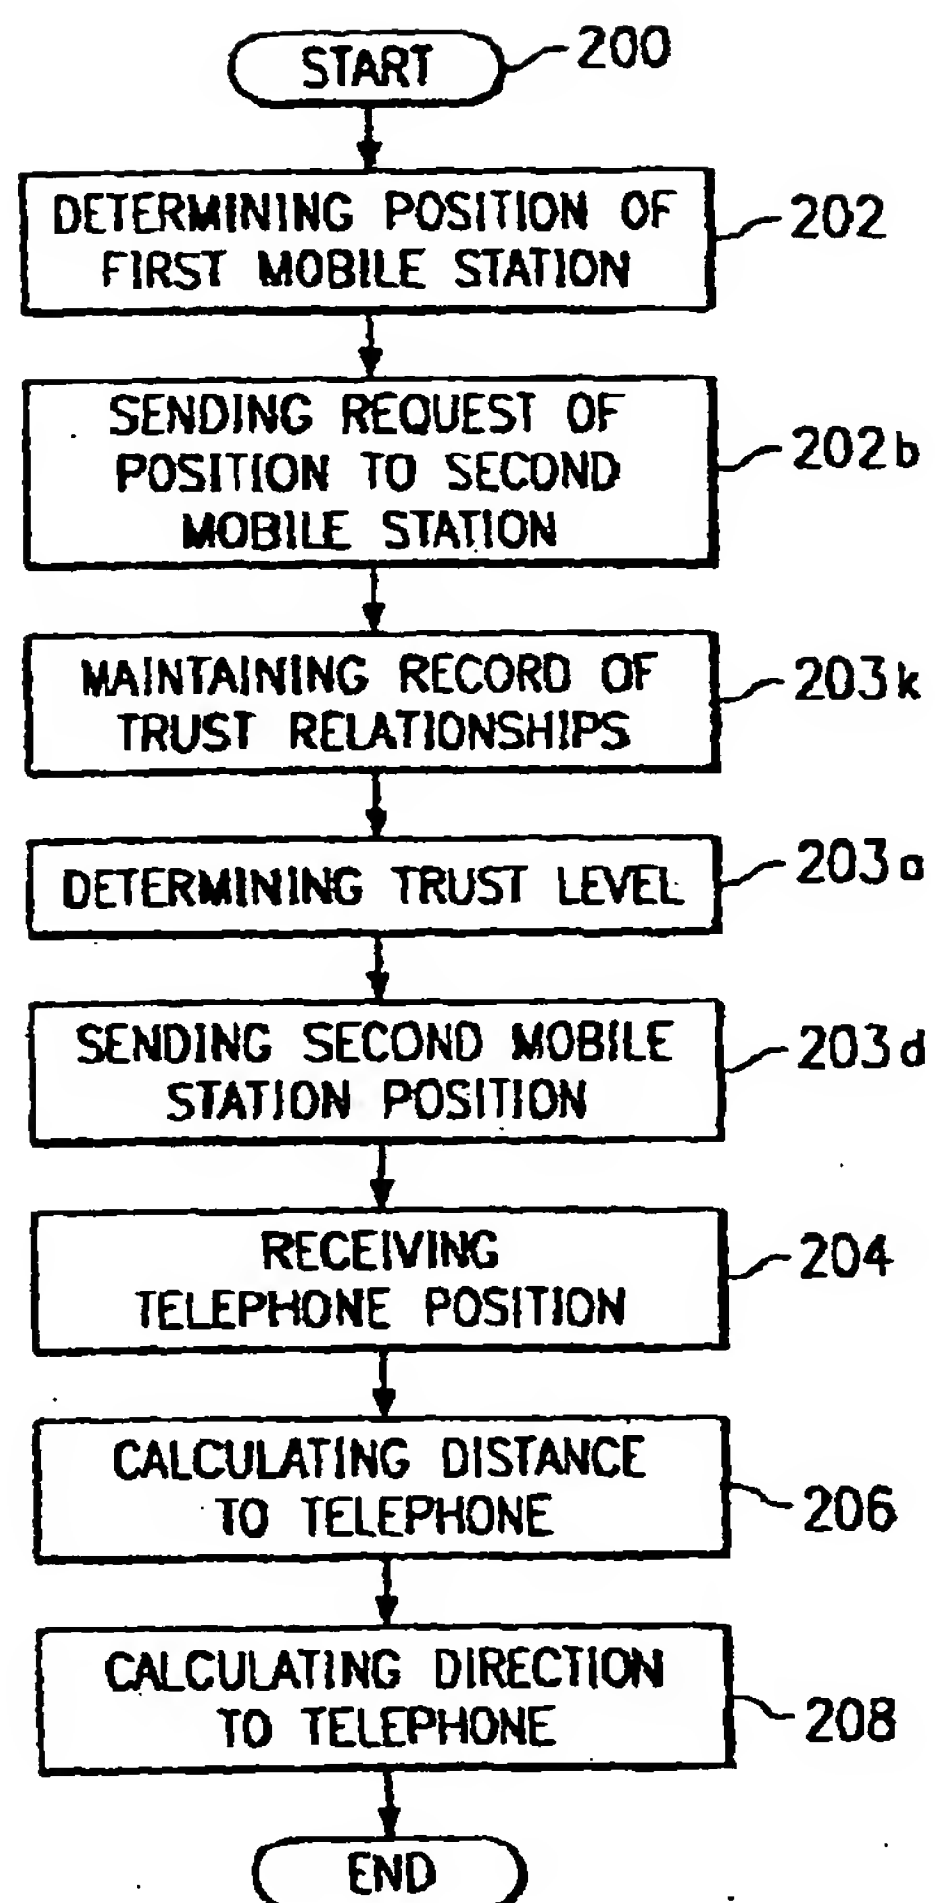 START
200
DETERMINING POSITION OF
FIRST MOBILE STATION
202
SENDING REQUEST OF
POSITION TO SECOND
MOBILE STATION
202b
MAINTAINING RECORD OF
TRUST RELATIONSHIPS
203k
DETERMINING TRUST LEVEL
203a
SENDING SECOND MOBILE
STATION POSITION
203d
RECEIVING
TELEPHONE POSITION
204
CALCULATING DISTANCE
TO TELEPHONE
206
CALCULATING DIRECTION
TO TELEPHONE
208
END